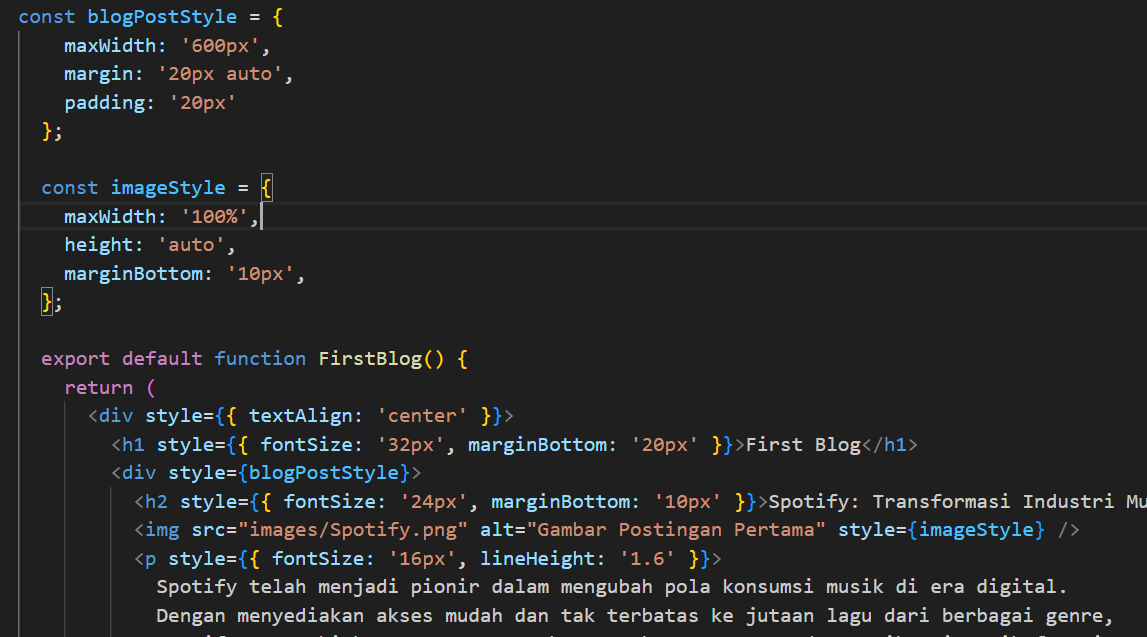 const blogPostStyle = {
maxWidth: '600px',
margin: '20px auto',
padding: '20px'
};
const imageStyle = {
maxWidth: '100%',
height: 'auto',
marginBottom: '10px',
};
export default function FirstBlog() {
return (
<div style={{ textAlign: 'center' }}>
<h1 style={{ fontSize: '32px', marginBottom: '20px' }}>First Blog</h1>
<div style={blogPostStyle}>
<h2 style={{ fontSize: '24px', marginBottom: '10px' }}>Spotify: Transformasi Industri Mu
<img src="images/Spotify.png" alt="Gambar Postingan Pertama" style={imageStyle} />
<p style={{ fontSize: '16px', lineHeight: '1.6' }}>
Spotify telah menjadi pionir dalam mengubah pola konsumsi musik di era digital.
Dengan menyediakan akses mudah dan tak terbatas ke jutaan lagu dari berbagai genre,